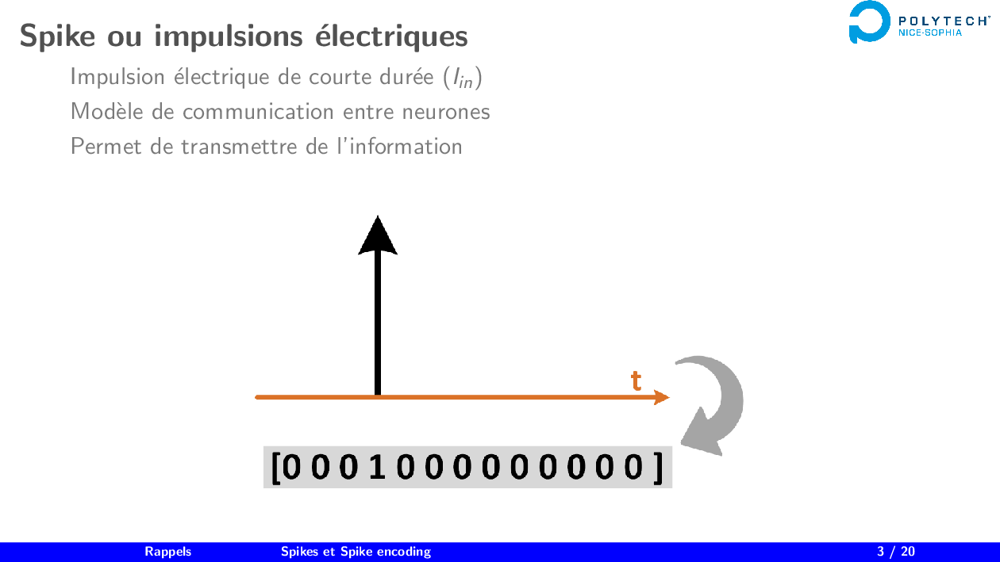 Spike ou impulsions électriques
POLYTECH
NICE-SOPHIA
Impulsion électrique de courte durée (I_in)
Modèle de communication entre neurones
Permet de transmettre de l'information
t
[0 0 0 1 0 0 0 0 0 0 0 0 0 ]
Rappels Spikes et Spike encoding 3 / 20